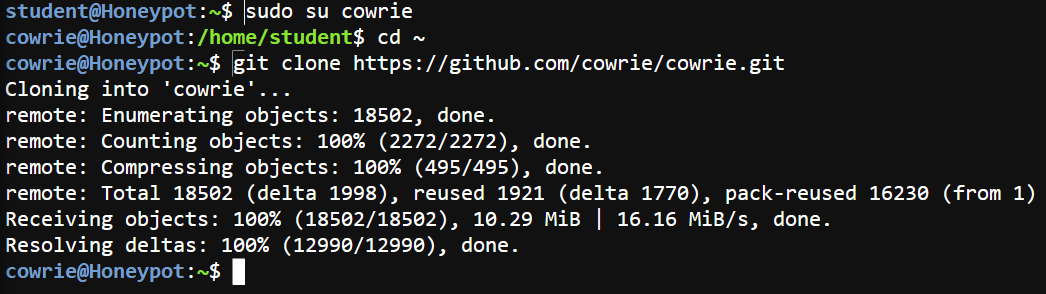 student@Honeypot:~$ sudo su cowrie
cowrie@Honeypot:/home/student$ cd ~
cowrie@Honeypot:~$ git clone https://github.com/cowrie/cowrie.git
Cloning into 'cowrie'...
remote: Enumerating objects: 18502, done.
remote: Counting objects: 100% (2272/2272), done.
remote: Compressing objects: 100% (495/495), done.
remote: Total 18502 (delta 1998), reused 1921 (delta 1770), pack-reused 16230 (from 1)
Receiving objects: 100% (18502/18502), 10.29 MiB | 16.16 MiB/s, done.
Resolving deltas: 100% (12990/12990), done.
cowrie@Honeypot:~$